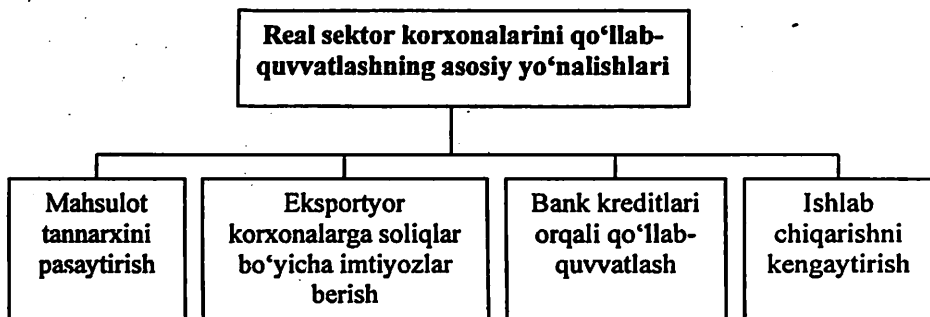 Real sektor korxonalarini qo‘llab-
quvvatlashning asosiy yo‘nalishlari
Mahsulot
tannarxini
pasaytirish
Eksportyor
korxonalarga soliqlar
bo‘yicha imtiyozlar
berish
Bank kreditlari
orqali qo‘llab-
quvvatlash
Ishlab
chiqarishni
kengaytirish